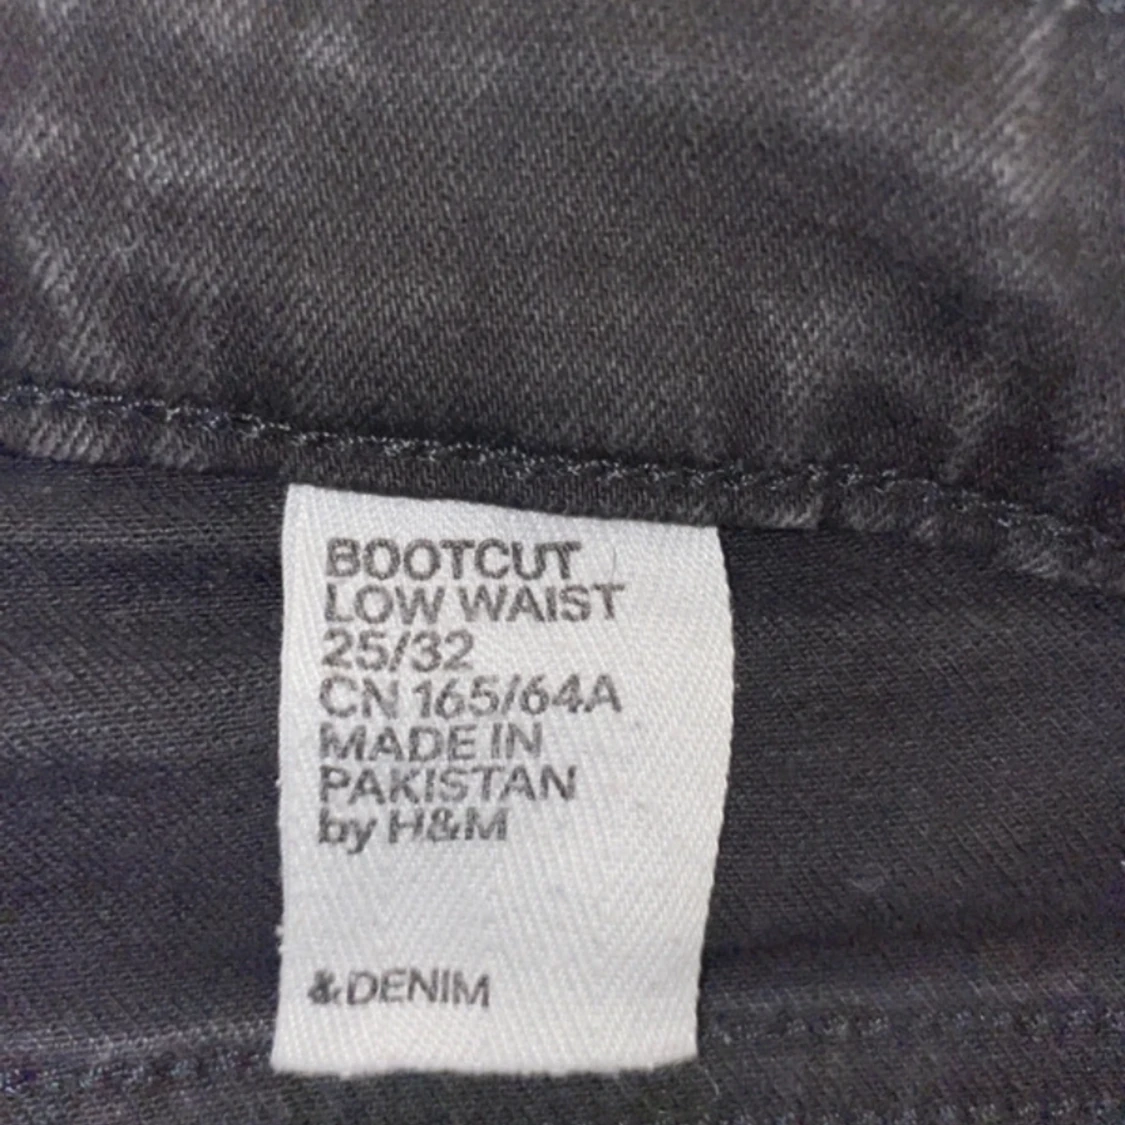 BOOTCUT
LOW WAIST
25/32
CN 165/64A
MADE IN
PAKISTAN
by H&M
&DENIM